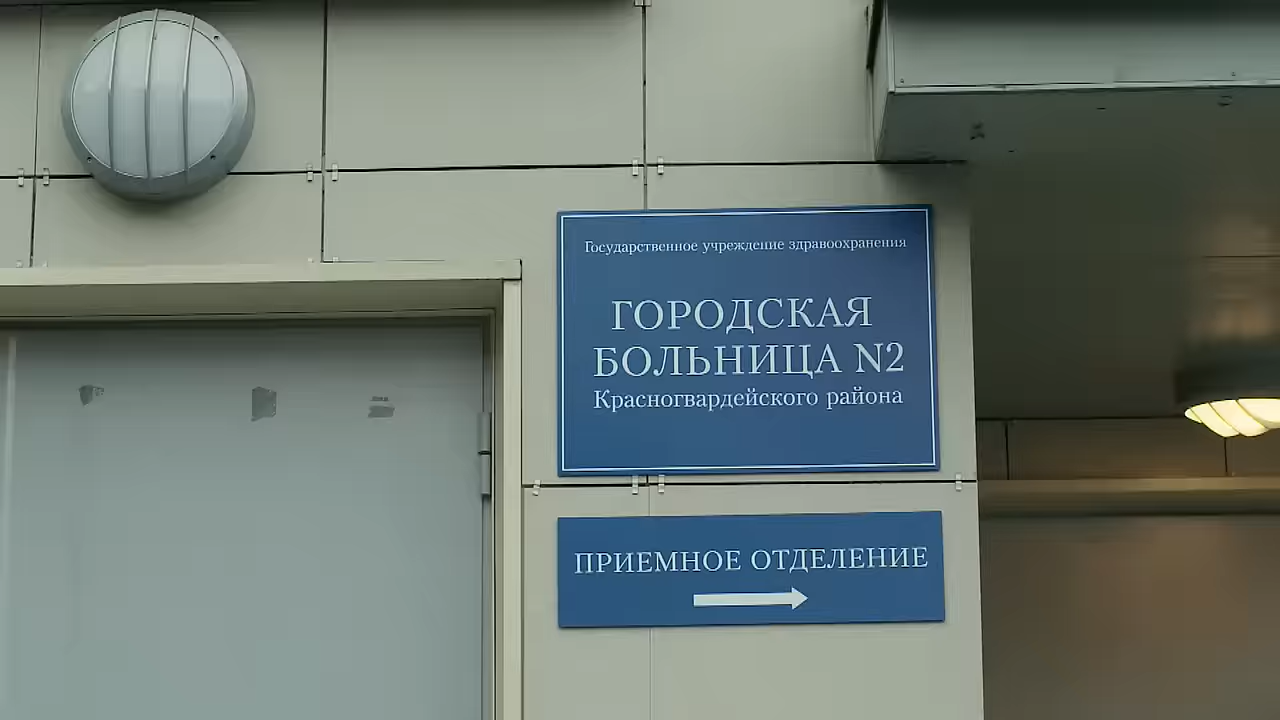 Государственное учреждение здравоохранения
ГОРОДСКАЯ
БОЛЬНИЦА N2
Красногвардейского района
ПРИЕМНОЕ ОТДЕЛЕНИЕ